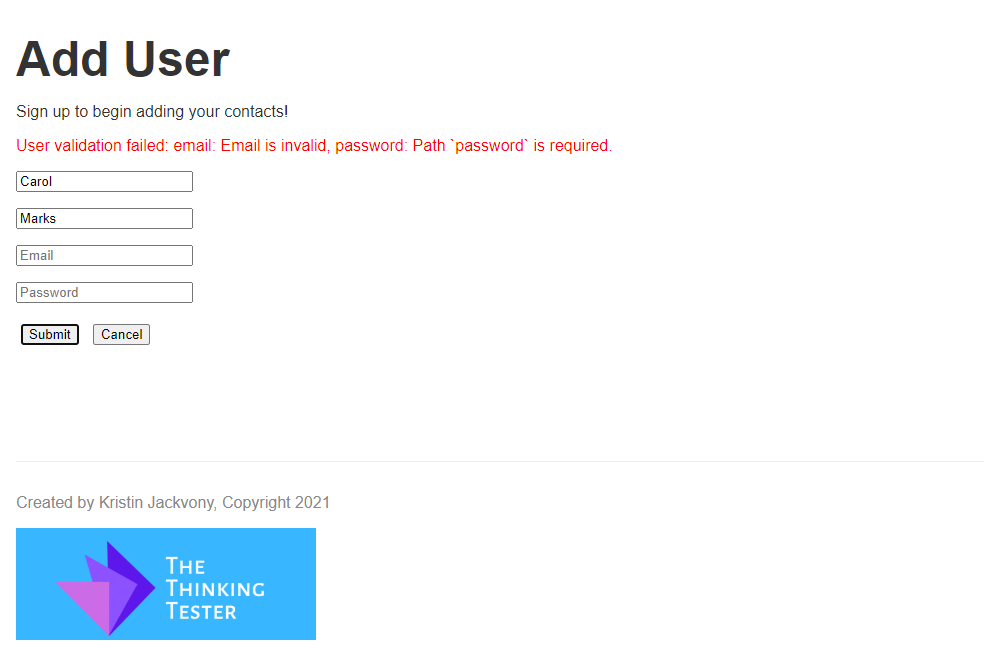 Add User
Sign up to begin adding your contacts!
User validation failed: email: Email is invalid, password: Path `password` is required.
Carol
Marks
Email
Password
Submit Cancel
Created by Kristin Jackvony, Copyright 2021
The
Thinking
Tester